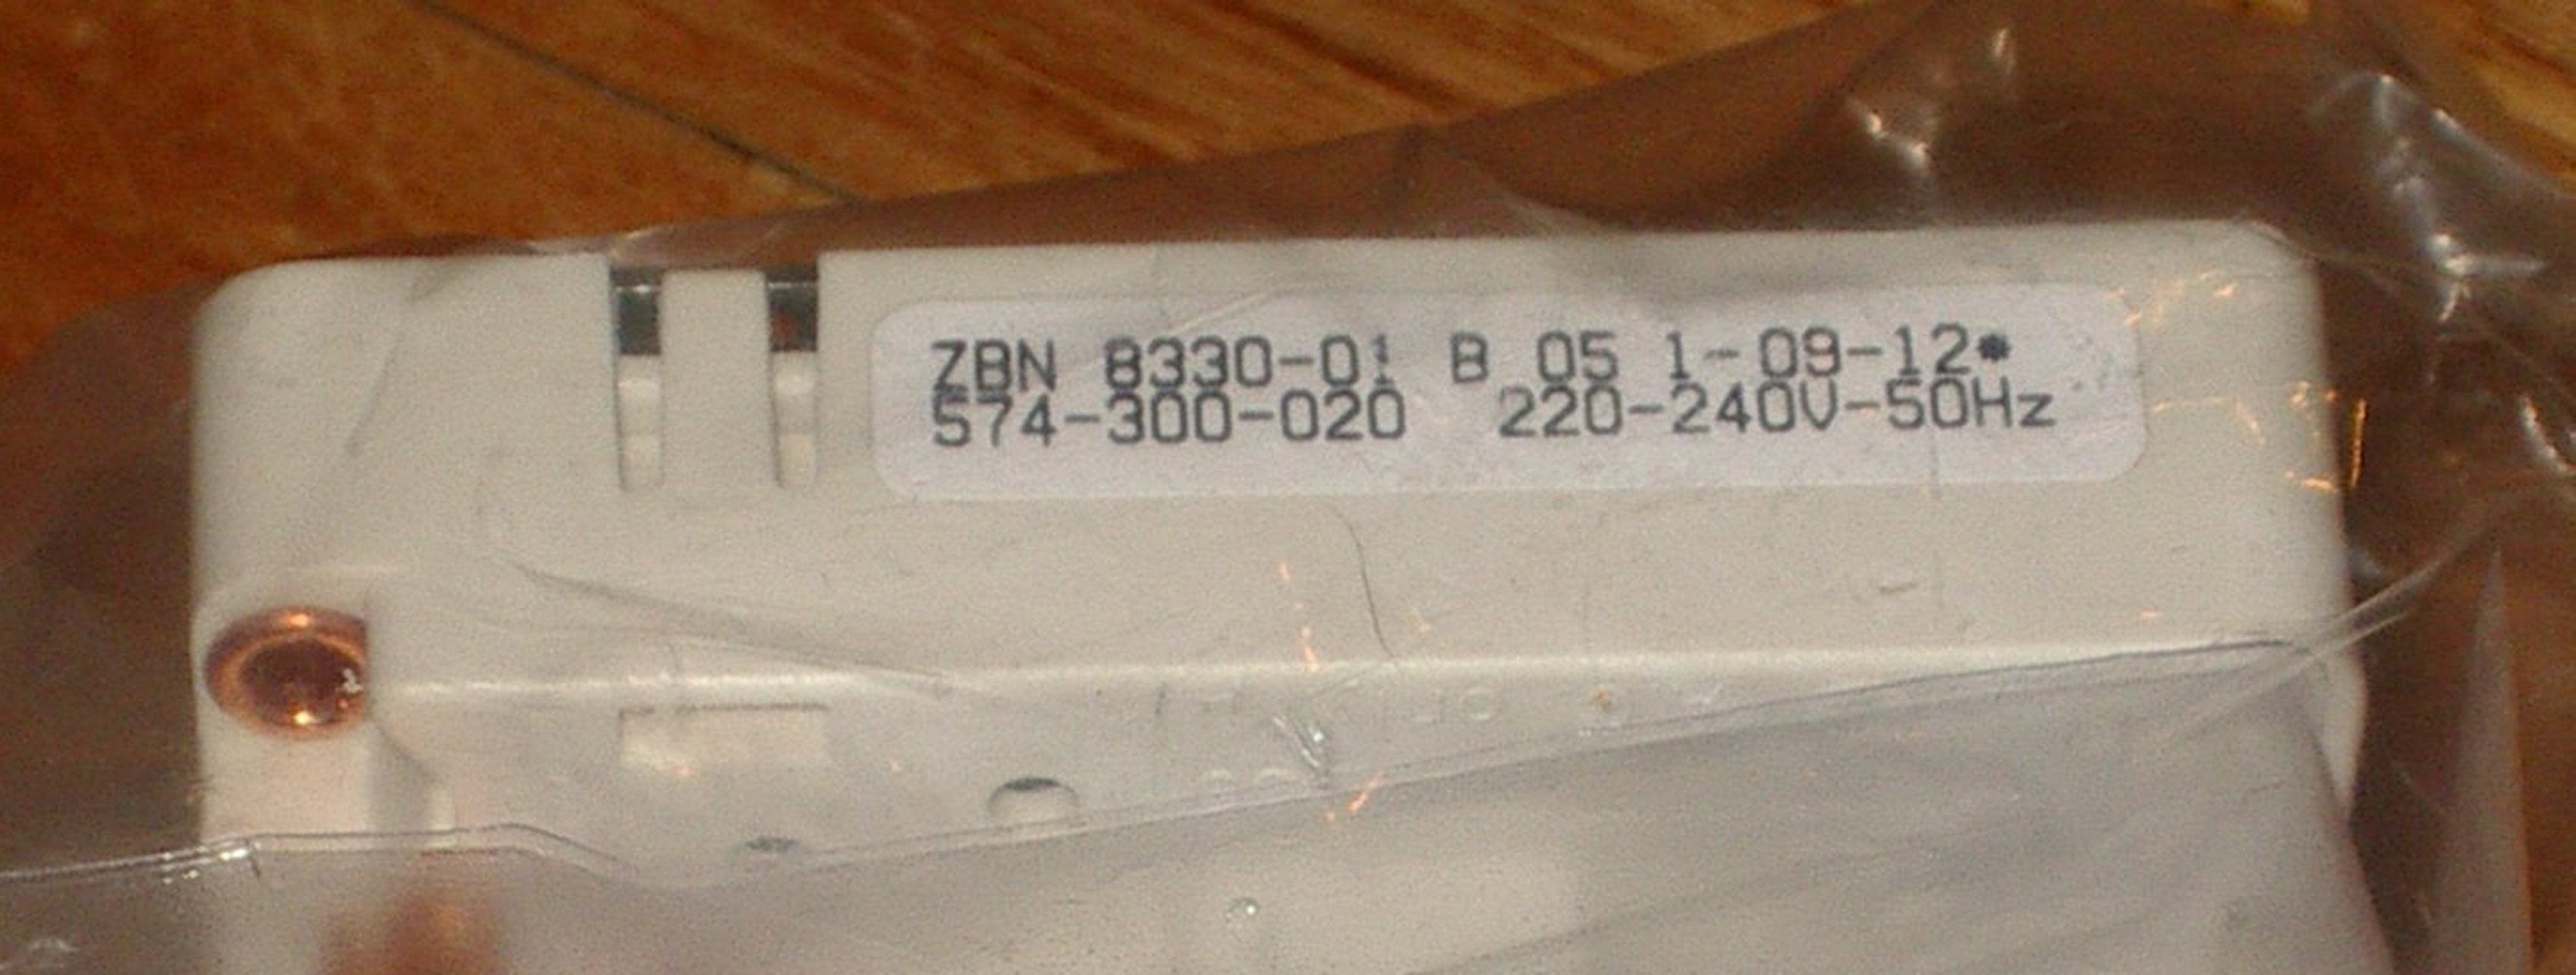 ZBN 8330-01 B 05 1-09-12*
574-300-020 220-240V-50Hz